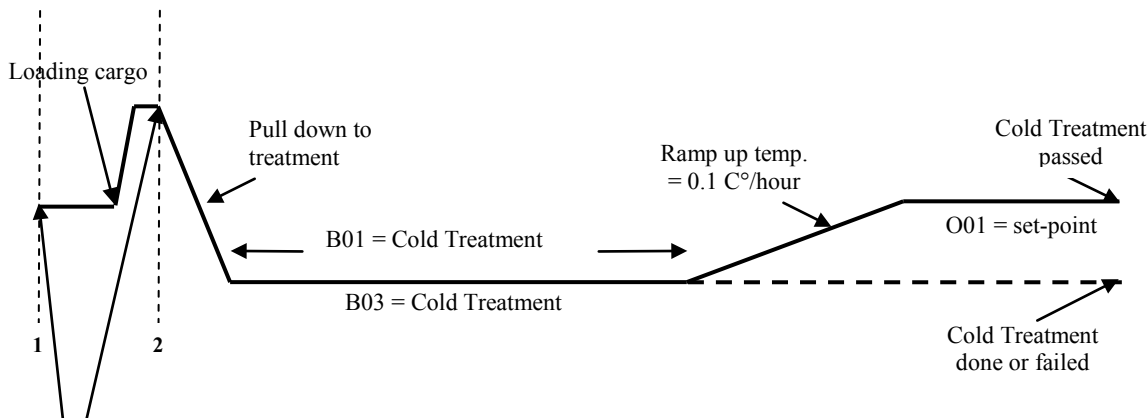 Loading cargo
Pull down to
treatment
Ramp up temp.
= 0.1 C°/hour
Cold Treatment
passed
B01 = Cold Treatment
O01 = set-point
B03 = Cold Treatment
Cold Treatment
done or failed
1
2